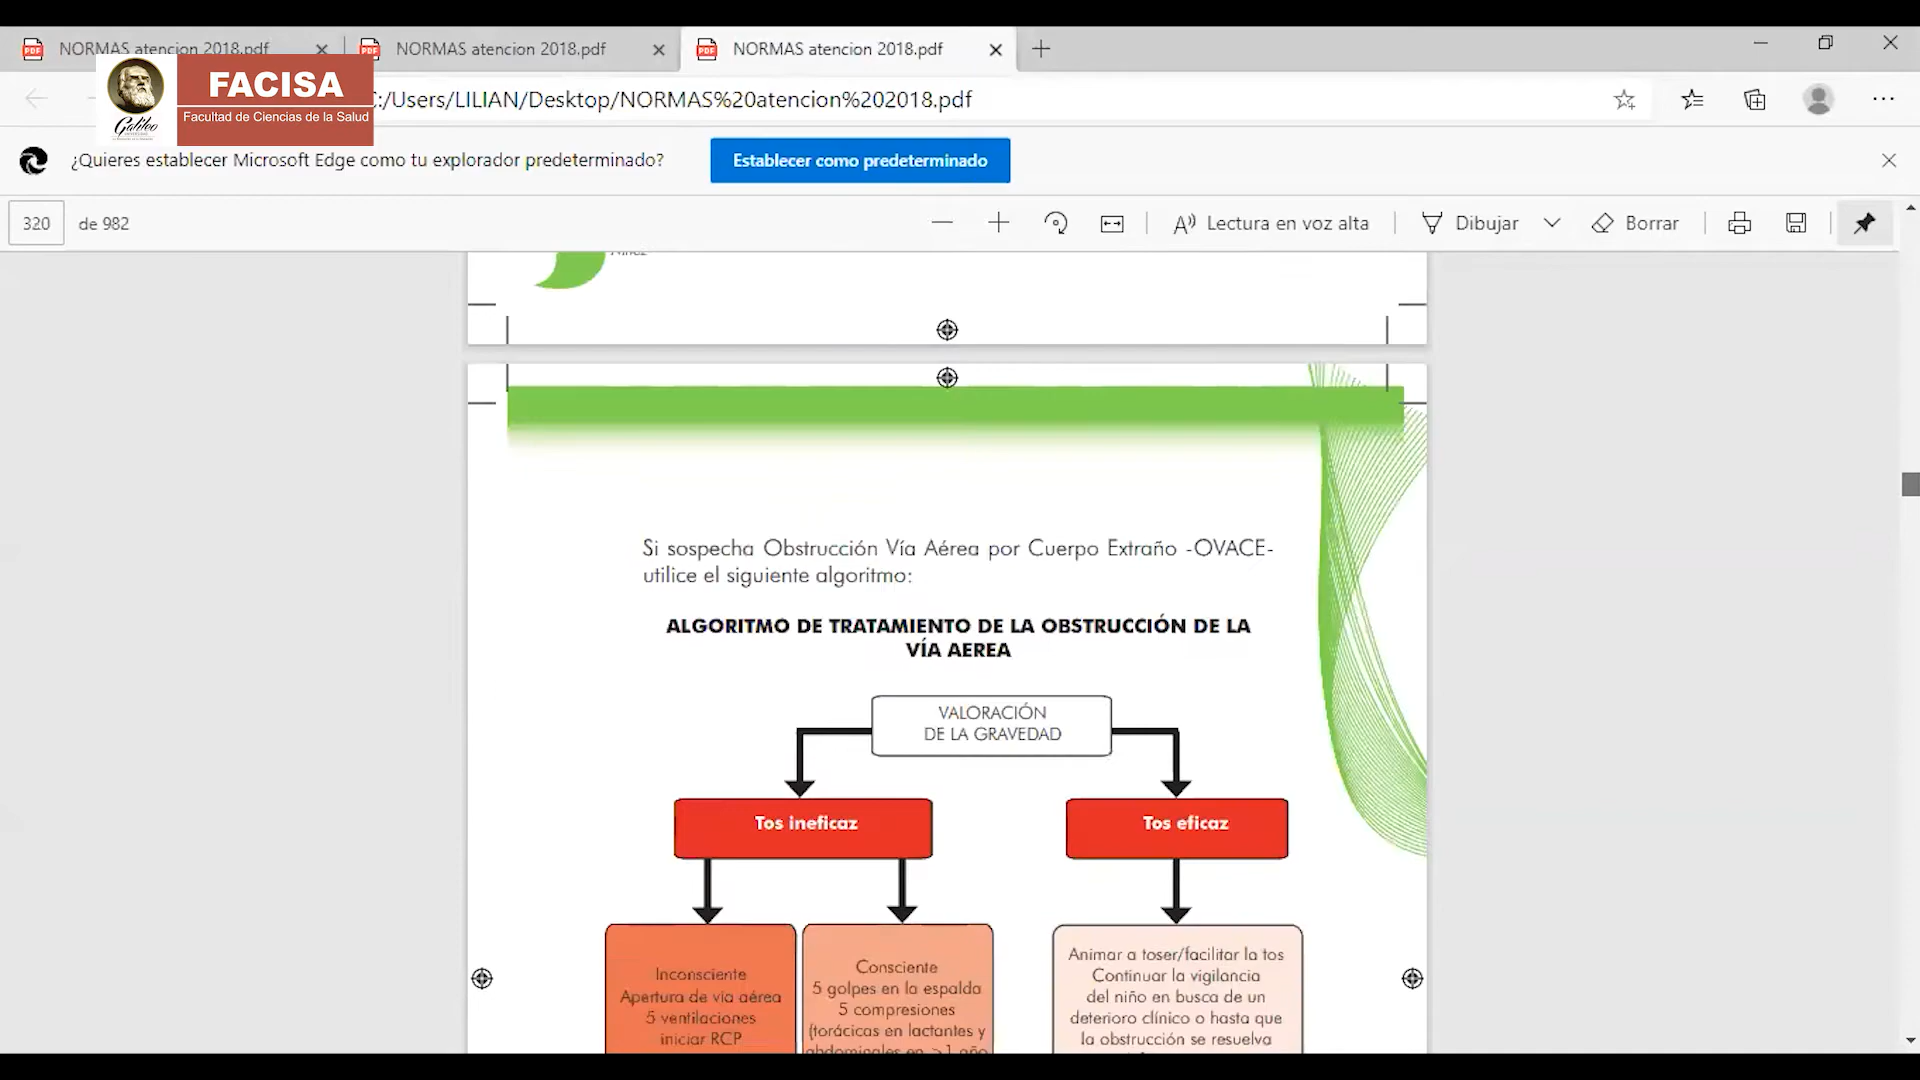 NORMAS atencion 2018.pdf
NORMAS atencion 2018.pdf
NORMAS atencion 2018.pdf
FACISA
Facultad de Ciencias de la Salud
Galileo
C:/Users/LILIAN/Desktop/NORMAS%20atencion%202018.pdf
¿Quieres establecer Microsoft Edge como tu explorador predeterminado?
Establecer como predeterminado
320 de 982
Lectura en voz alta
Dibujar
Borrar
Si sospecha Obstrucción Vía Aérea por Cuerpo Extraño -OVACE-
utilice el siguiente algoritmo:
ALGORITMO DE TRATAMIENTO DE LA OBSTRUCCIÓN DE LA
VÍA AEREA
VALORACIÓN
DE LA GRAVEDAD
Tos ineficaz
Tos eficaz
Inconsciente
Apertura de vía aérea
5 ventilaciones
iniciar RCP
Consciente
5 golpes en la espalda
5 compresiones
(torácicas en lactantes y
abdominales en >1 año
Animar a toser/facilitar la tos
Continuar la vigilancia
del niño en busca de un
deterioro clínico o hasta que
la obstrucción se resuelva